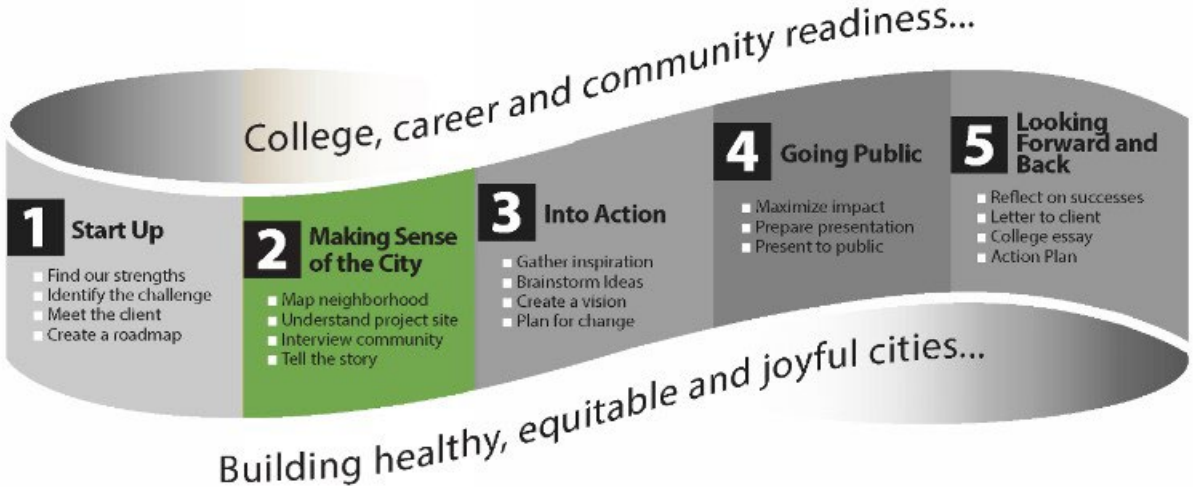 College, career and community readiness...
1 Start Up
Find our strengths
Identify the challenge
Meet the client
Create a roadmap
2 Making Sense
of the City
Map neighborhood
Understand project site
Interview community
Tell the story
3 Into Action
Gather inspiration
Brainstorm Ideas
Create a vision
Plan for change
4 Going Public
Maximize impact
Prepare presentation
Present to public
5 Looking
Forward and
Back
Reflect on successes
Letter to client
College essay
Action Plan
Building healthy, equitable and joyful cities...